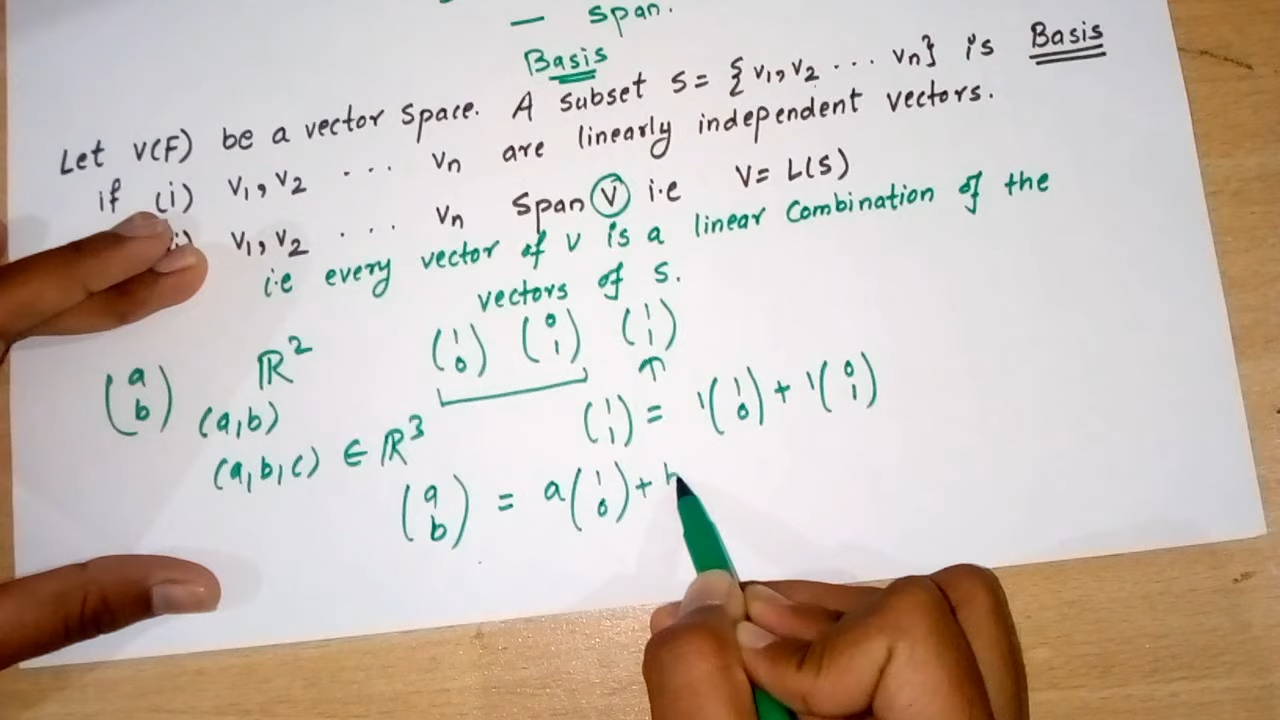 — Span.
Basis
Let V(F) be a vector space. A subset S= {v₁, v₂ ... vn} is Basis
if (i) v₁, v₂ ... vn are linearly independent vectors.
v₁, v₂ ... vn Span V i.e V= L(S)
i.e every vector of V is a linear combination of the
vectors of S.
(a b) ℝ² (1 0) (0 1) (1 1)
(a,b) ↑
(1 1) = 1(1 0) + 1(0 1)
(a,b,c) ∈ ℝ³
(a b) = a(1 0) +